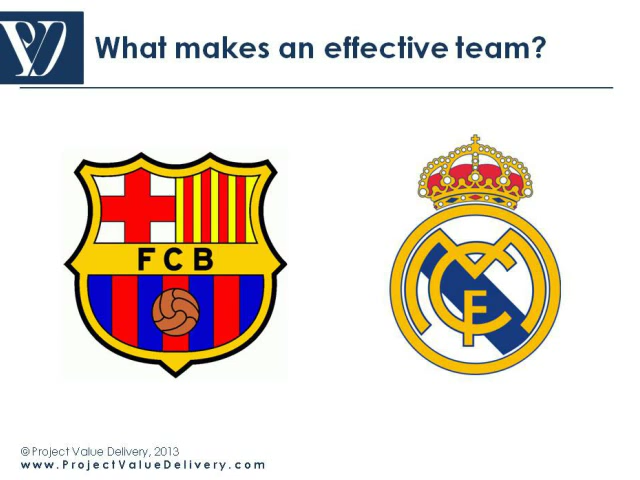 What makes an effective team?
FCB
© Project Value Delivery, 2013
www.ProjectValueDelivery.com